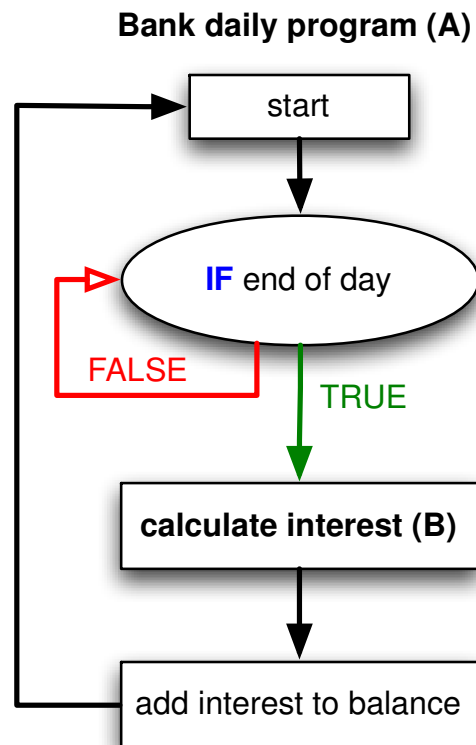 Bank daily program (A)
start
IF end of day
FALSE
TRUE
calculate interest (B)
add interest to balance